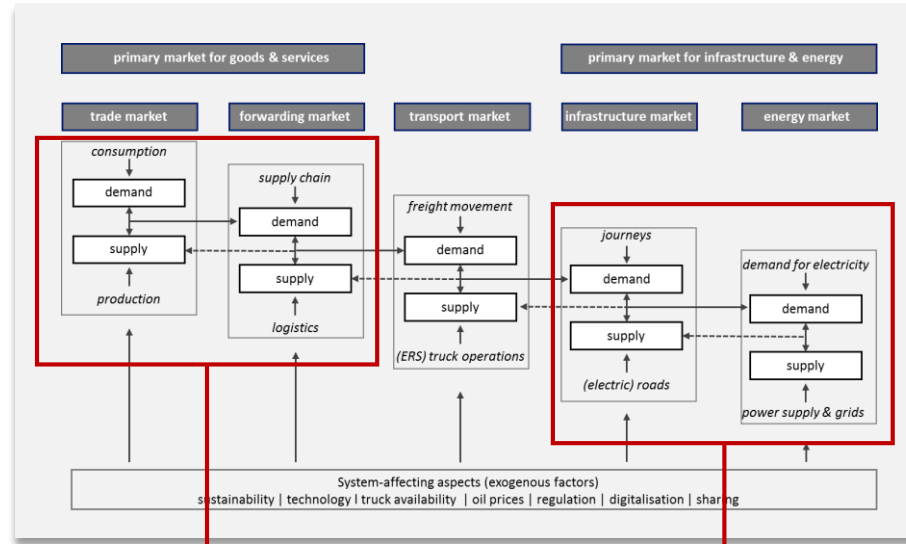 primary market for goods & services
primary market for infrastructure & energy
trade market
forwarding market
transport market
infrastructure market
energy market
consumption
demand
supply
production
supply chain
demand
supply
logistics
freight movement
demand
supply
(ERS) truck operations
journeys
demand
supply
(electric) roads
demand for electricity
demand
supply
power supply & grids
System-affecting aspects (exogenous factors)
sustainability | technology l truck availability | oil prices | regulation | digitalisation | sharing